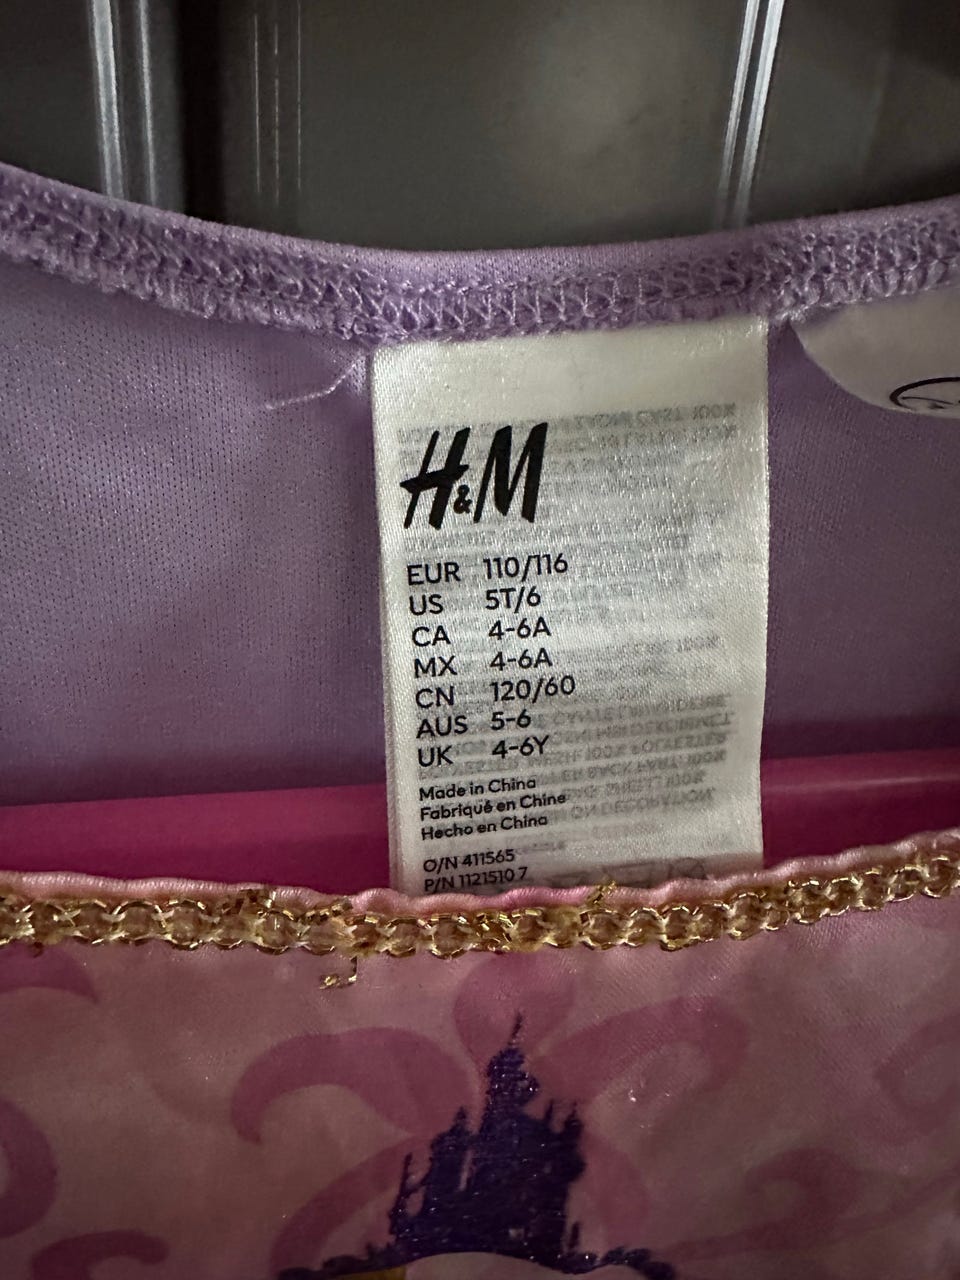 H&M
EUR 110/116
US 5T/6
CA 4-6A
MX 4-6A
CN 120/60
AUS 5-6
UK 4-6Y
Made in China
Fabriqué en Chine
Hecho en China
O/N 411565
P/N 1121510 7